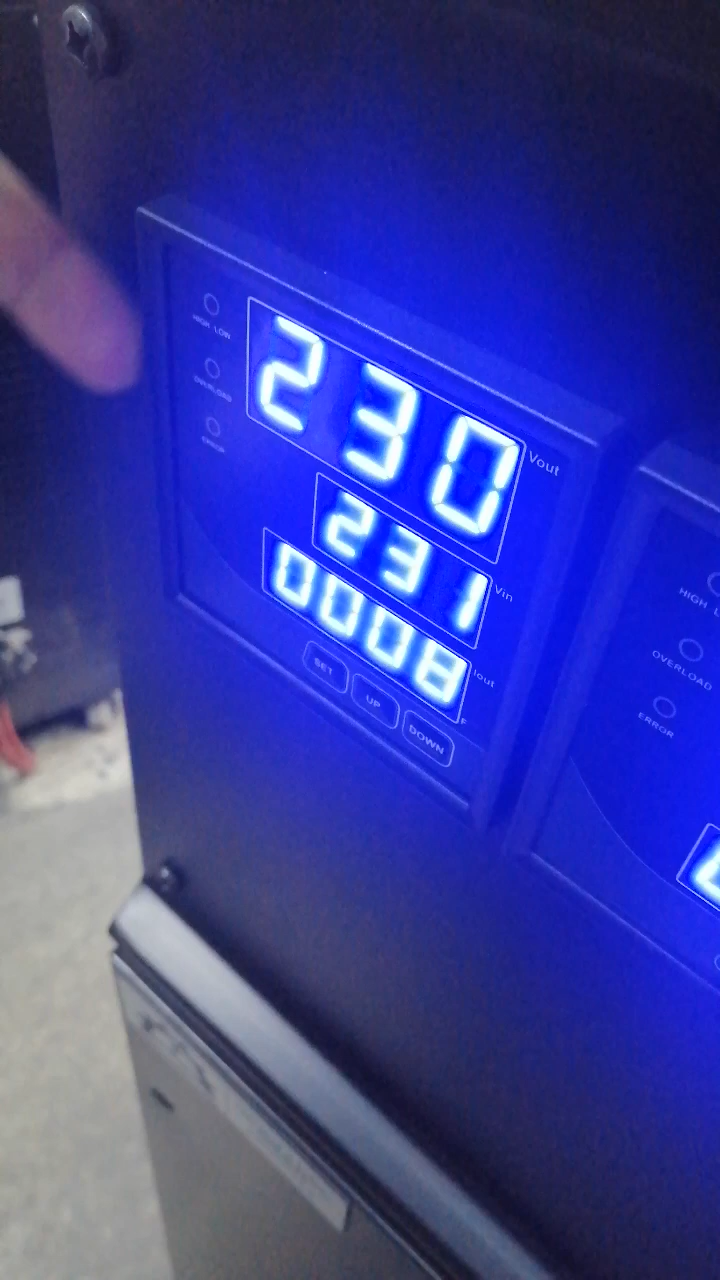 HIGH LOW
OVERLOAD
ERROR
230 Vout
231 Vin
0008 Iout
F
SET UP DOWN
HIGH
OVERLOAD
ERROR